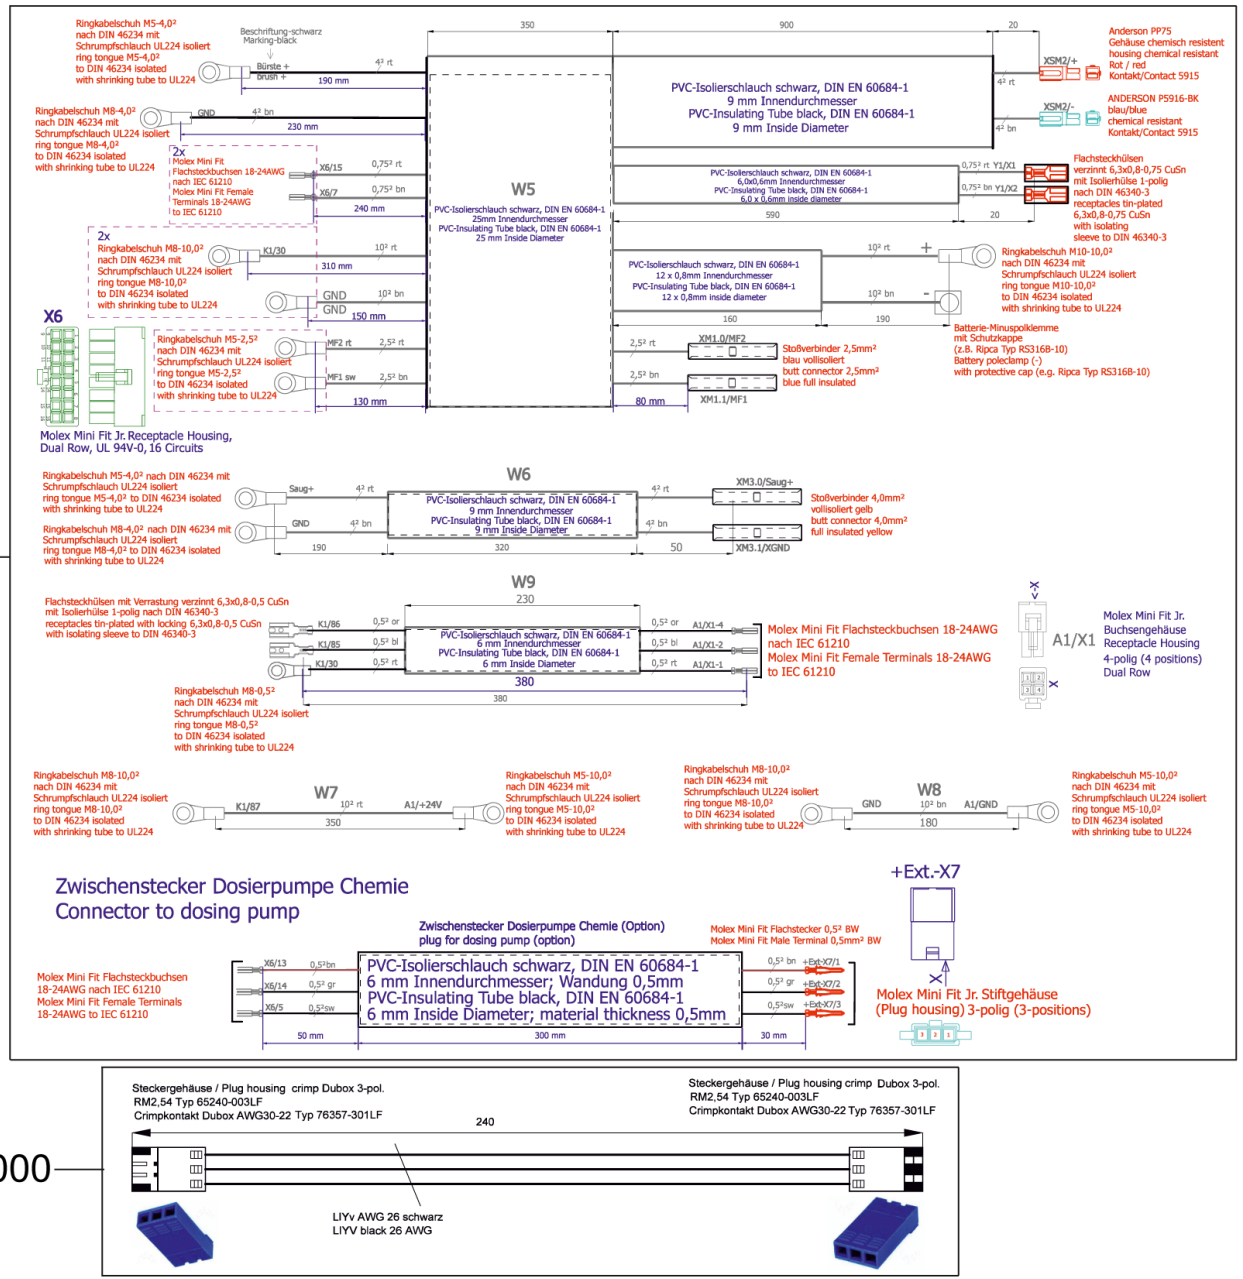 Ringkabelschuh M5-4,0²
nach DIN 46234 mit
Schrumpfschlauch UL224 isoliert
ring tongue M5-4,0²
to DIN 46234 isolated
with shrinking tube to UL224
Beschriftung-schwarz
Marking-black
Bürste +
brush +
4² rt
190 mm
350
900
20
Anderson PP75
Gehäuse chemisch resistent
housing chemical resistant
Rot / red
Kontakt/Contact 5915
XSM2/+
4² rt
XSM2/-
4² bn
ANDERSON P5916-BK
blau/blue
chemical resistant
Kontakt/Contact 5915
PVC-Isolierschlauch schwarz, DIN EN 60684-1
9 mm Innendurchmesser
PVC-Insulating Tube black, DIN EN 60684-1
9 mm Inside Diameter
Ringkabelschuh M8-4,0²
nach DIN 46234 mit
Schrumpfschlauch UL224 isoliert
ring tongue M8-4,0²
to DIN 46234 isolated
with shrinking tube to UL224
GND
4² bn
230 mm
2x
Molex Mini Fit
Flachsteckbuchsen 18-24AWG
nach IEC 61210
Molex Mini Fit Female
Terminals 18-24AWG
to IEC 61210
X6/15
0,75² rt
X6/7
0,75² bn
240 mm
W5
PVC-Isolierschlauch schwarz, DIN EN 60684-1
25mm Innendurchmesser
PVC-Insulating Tube black, DIN EN 60684-1
25 mm Inside Diameter
PVC-Isolierschlauch schwarz, DIN EN 60684-1
6,0x0,6mm Innendurchmesser
PVC-Insulating Tube black, DIN EN 60684-1
6,0 x 0,6mm inside diameter
0,75² rt Y1/X1
0,75² bn Y1/X2
590
20
Flachsteckhülsen
verzinnt 6,3x0,8-0,75 CuSn
mit Isolierhülse 1-polig
nach DIN 46340-3
receptacles tin-plated
6,3x0,8-0,75 CuSn
with isolating
sleeve to DIN 46340-3
2x
Ringkabelschuh M8-10,0²
nach DIN 46234 mit
Schrumpfschlauch UL224 isoliert
ring tongue M8-10,0²
to DIN 46234 isolated
with shrinking tube to UL224
K1/30
10² rt
310 mm
GND
GND
10² bn
150 mm
PVC-Isolierschlauch schwarz, DIN EN 60684-1
12 x 0,8mm Innendurchmesser
PVC-Insulating Tube black, DIN EN 60684-1
12 x 0,8mm inside diameter
10² rt
+
10² bn
-
160
190
Ringkabelschuh M10-10,0²
nach DIN 46234 mit
Schrumpfschlauch UL224 isoliert
ring tongue M10-10,0²
to DIN 46234 isolated
with shrinking tube to UL224
Batterie-Minuspolklemme
mit Schutzkappe
(z.B. Ripca Typ RS316B-10)
Battery poleclamp (-)
with protective cap (e.g. Ripca Typ RS316B-10)
X6
Ringkabelschuh M5-2,5²
nach DIN 46234 mit
Schrumpfschlauch UL224 isoliert
ring tongue M5-2,5²
to DIN 46234 isolated
with shrinking tube to UL224
MF2 rt
2,5² rt
MF1 sw
2,5² bn
130 mm
2,5² rt
XM1.0/MF2
2,5² bn
XM1.1/MF1
80 mm
Stoßverbinder 2,5mm²
blau vollisoliert
butt connector 2,5mm²
blue full insulated
Molex Mini Fit Jr. Receptacle Housing,
Dual Row, UL 94V-0, 16 Circuits
W6
Ringkabelschuh M5-4,0² nach DIN 46234 mit
Schrumpfschlauch UL224 isoliert
ring tongue M5-4,0² to DIN 46234 isolated
with shrinking tube to UL224
Ringkabelschuh M8-4,0² nach DIN 46234 mit
Schrumpfschlauch UL224 isoliert
ring tongue M8-4,0² to DIN 46234 isolated
with shrinking tube to UL224
Saug+
4² rt
GND
4² bn
PVC-Isolierschlauch schwarz, DIN EN 60684-1
9 mm Innendurchmesser
PVC-Insulating Tube black, DIN EN 60684-1
9 mm Inside Diameter
4² rt
XM3.0/Saug+
4² bn
XM3.1/XGND
190
320
50
Stoßverbinder 4,0mm²
vollisoliert gelb
butt connector 4,0mm²
full insulated yellow
W9
230
Flachsteckhülsen mit Verrastung verzinnt 6,3x0,8-0,5 CuSn
mit Isolierhülse 1-polig nach DIN 46340-3
receptacles tin-plated with locking 6,3x0,8-0,5 CuSn
with isolating sleeve to DIN 46340-3
K1/86
0,5² or
K1/85
0,5² bl
K1/30
0,5² rt
PVC-Isolierschlauch schwarz, DIN EN 60684-1
6 mm Innendurchmesser
PVC-Insulating Tube black, DIN EN 60684-1
6 mm Inside Diameter
0,5² or
A1/X1-4
0,5² bl
A1/X1-2
0,5² rt
A1/X1-1
Molex Mini Fit Flachsteckbuchsen 18-24AWG
nach IEC 61210
Molex Mini Fit Female Terminals 18-24AWG
to IEC 61210
380
380
Ringkabelschuh M8-0,5²
nach DIN 46234 mit
Schrumpfschlauch UL224 isoliert
ring tongue M8-0,5²
to DIN 46234 isolated
with shrinking tube to UL224
X
A1/X1
1 2
3 4
X
Molex Mini Fit Jr.
Buchsengehäuse
Receptacle Housing
4-polig (4 positions)
Dual Row
Ringkabelschuh M8-10,0²
nach DIN 46234 mit
Schrumpfschlauch UL224 isoliert
ring tongue M8-10,0²
to DIN 46234 isolated
with shrinking tube to UL224
W7
K1/87
10² rt
A1/+24V
350
Ringkabelschuh M5-10,0²
nach DIN 46234 mit
Schrumpfschlauch UL224 isoliert
ring tongue M5-10,0²
to DIN 46234 isolated
with shrinking tube to UL224
Ringkabelschuh M8-10,0²
nach DIN 46234 mit
Schrumpfschlauch UL224 isoliert
ring tongue M8-10,0²
to DIN 46234 isolated
with shrinking tube to UL224
W8
GND
10² bn
A1/GND
180
Ringkabelschuh M5-10,0²
nach DIN 46234 mit
Schrumpfschlauch UL224 isoliert
ring tongue M5-10,0²
to DIN 46234 isolated
with shrinking tube to UL224
Zwischenstecker Dosierpumpe Chemie
Connector to dosing pump
Zwischenstecker Dosierpumpe Chemie (Option)
plug for dosing pump (option)
Molex Mini Fit Flachsteckbuchsen
18-24AWG nach IEC 61210
Molex Mini Fit Female Terminals
18-24AWG to IEC 61210
X6/13
0,5²bn
X6/14
0,5² gr
X6/5
0,5²sw
PVC-Isolierschlauch schwarz, DIN EN 60684-1
6 mm Innendurchmesser; Wandung 0,5mm
PVC-Insulating Tube black, DIN EN 60684-1
6 mm Inside Diameter; material thickness 0,5mm
Molex Mini Fit Flachstecker 0,5² BW
Molex Mini Fit Male Terminal 0,5mm² BW
0,5² bn
+Ext-X7/1
0,5² gr
+Ext-X7/2
0,5²sw
+Ext-X7/3
50 mm
300 mm
30 mm
+Ext.-X7
X
Molex Mini Fit Jr. Stiftgehäuse
(Plug housing) 3-polig (3-positions)
3 2 1
Steckergehäuse / Plug housing crimp Dubox 3-pol.
RM2,54 Typ 65240-003LF
Crimpkontakt Dubox AWG30-22 Typ 76357-301LF
Steckergehäuse / Plug housing crimp Dubox 3-pol.
RM2,54 Typ 65240-003LF
Crimpkontakt Dubox AWG30-22 Typ 76357-301LF
240
000
LIYv AWG 26 schwarz
LIYV black 26 AWG